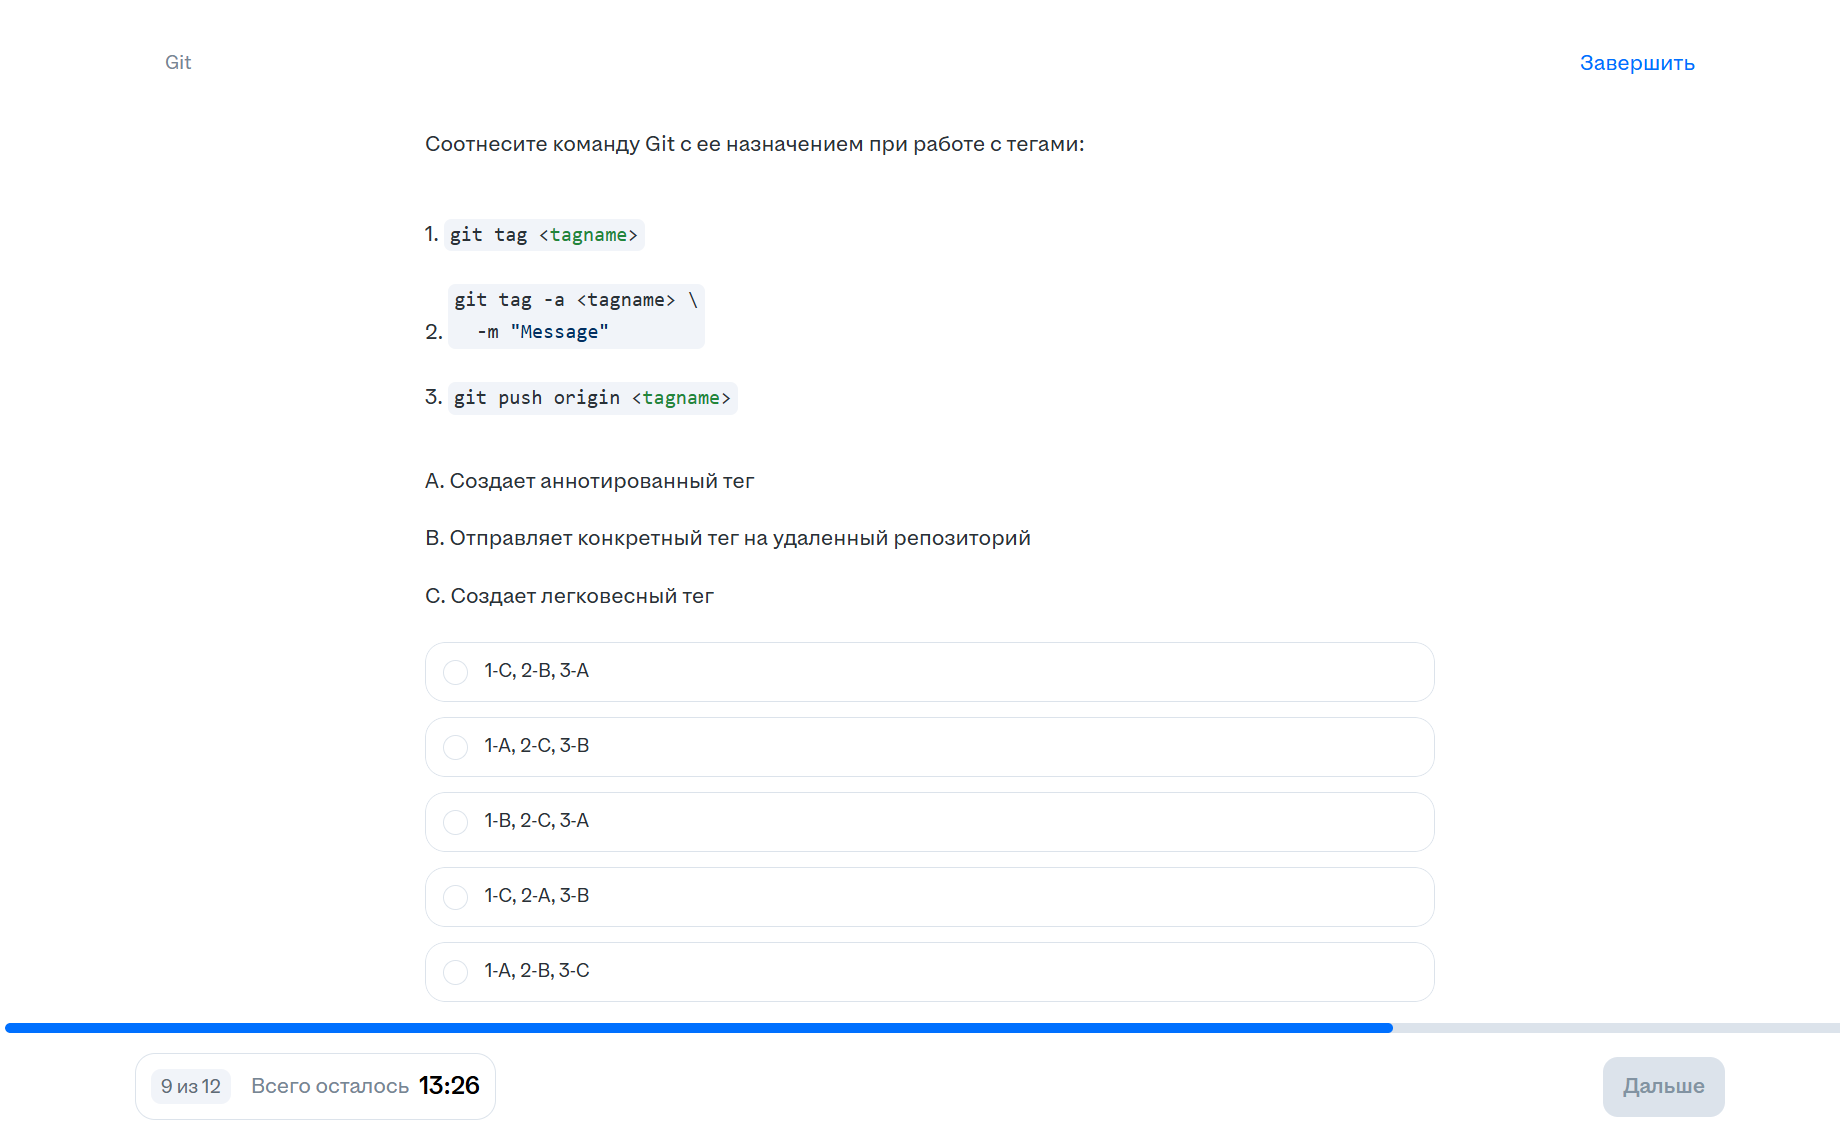 Git
Завершить
Соотнесите команду Git с ее назначением при работе с тегами:
1. git tag <tagname>
2. git tag -a <tagname> \
-m "Message"
3. git push origin <tagname>
A. Создает аннотированный тег
B. Отправляет конкретный тег на удаленный репозиторий
C. Создает легковесный тег
1-C, 2-B, 3-A
1-A, 2-C, 3-B
1-B, 2-C, 3-A
1-C, 2-A, 3-B
1-A, 2-B, 3-C
9 из 12 Всего осталось 13:26
Дальше